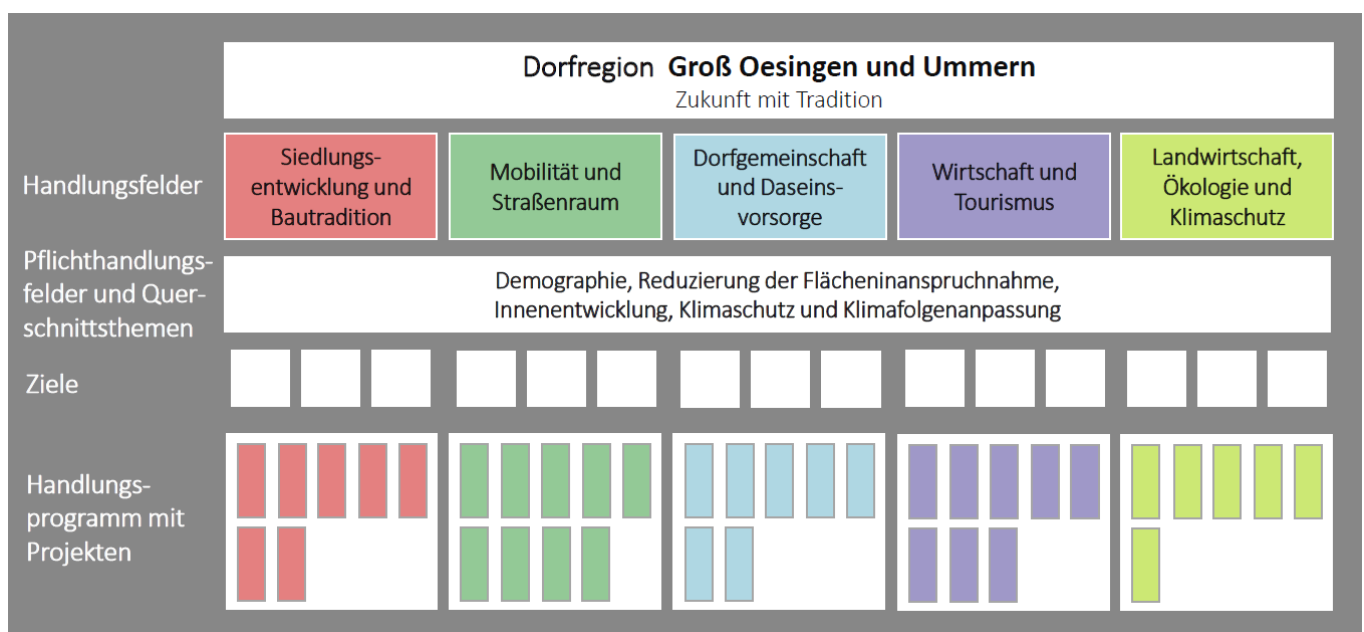 Dorfregion Groß Oesingen und Ummern
Zukunft mit Tradition
Handlungsfelder
Siedlungs-
entwicklung und
Bautradition
Mobilität und
Straßenraum
Dorfgemeinschaft
und Daseins-
vorsorge
Wirtschaft und
Tourismus
Landwirtschaft,
Ökologie und
Klimaschutz
Pflichthandlungs-
felder und Quer-
schnittsthemen
Demographie, Reduzierung der Flächeninanspruchnahme,
Innenentwicklung, Klimaschutz und Klimafolgenanpassung
Ziele
Handlungs-
programm mit
Projekten